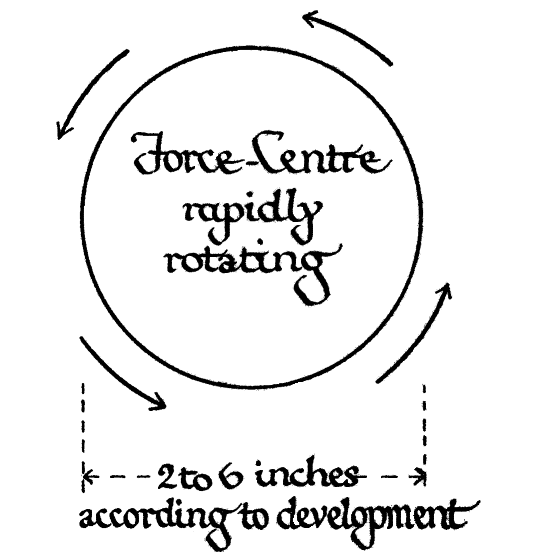 Force-Centre
rapidly
rotating
2 to 6 inches
according to development